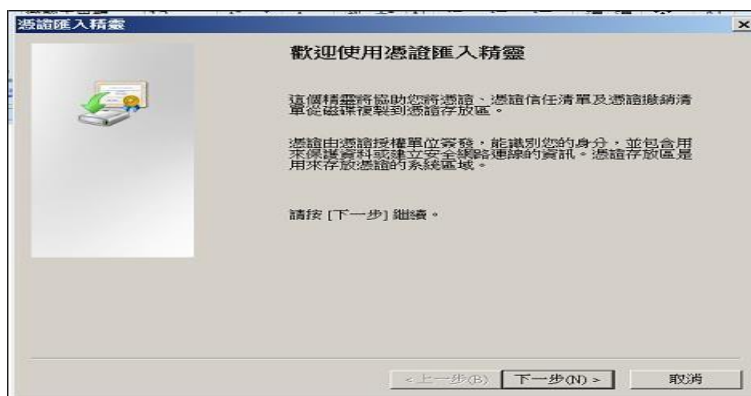 憑證匯入精靈
歡迎使用憑證匯入精靈
這個精靈將協助您將憑證、憑證信任清單及憑證撤銷清
單從磁碟複製到憑證存放區。
憑證由憑證授權單位簽發，能識別您的身分，並包含用
來保護資料或建立安全網路連線的資訊。憑證存放區是
用來存放憑證的系統區域。
請按 [下一步] 繼續。
<上一步(B) 下一步(N) > 取消